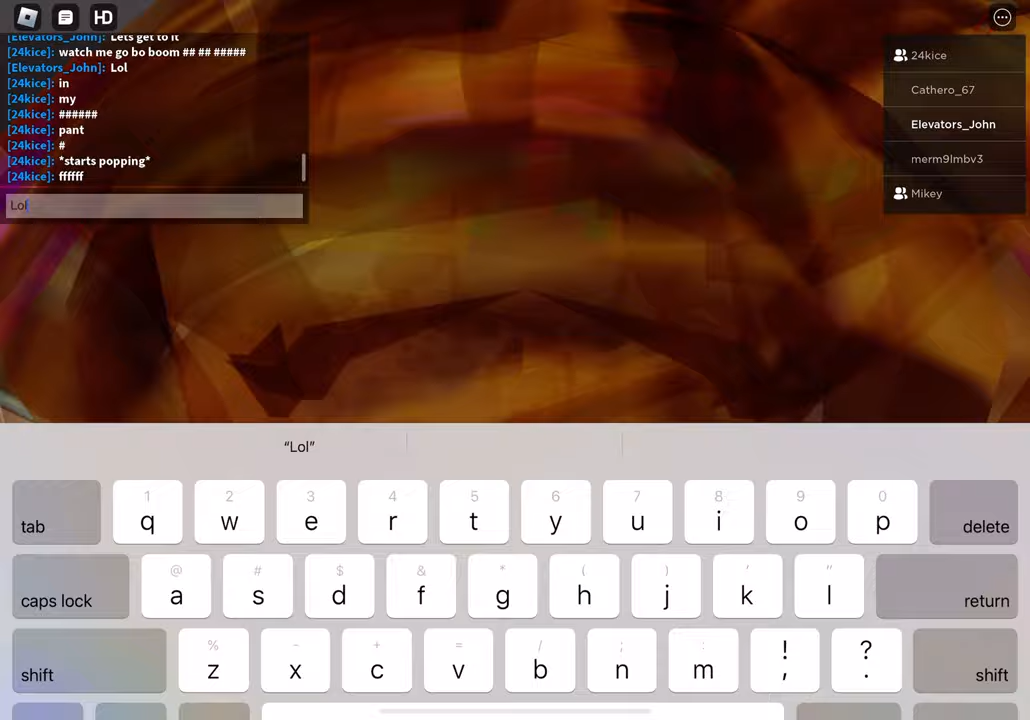 HD
[Elevators_John]: Lets get to it
[24kice]: watch me go bo boom ## ## #####
[Elevators_John]: Lol
[24kice]: in
[24kice]: my
[24kice]: ######
[24kice]: pant
[24kice]: #
[24kice]: *starts popping*
[24kice]: ffffff
Lol
24kice
Cathero_67
Elevators_John
merm9lmbv3
Mikey
“Lol”
1 2 3 4 5 6 7 8 9 0
tab q w e r t y u i o p delete
@ # $ & * ( ) ' "
caps lock a s d f g h j k l return
% - + = / ; : ! ?
shift z x c v b n m , . shift